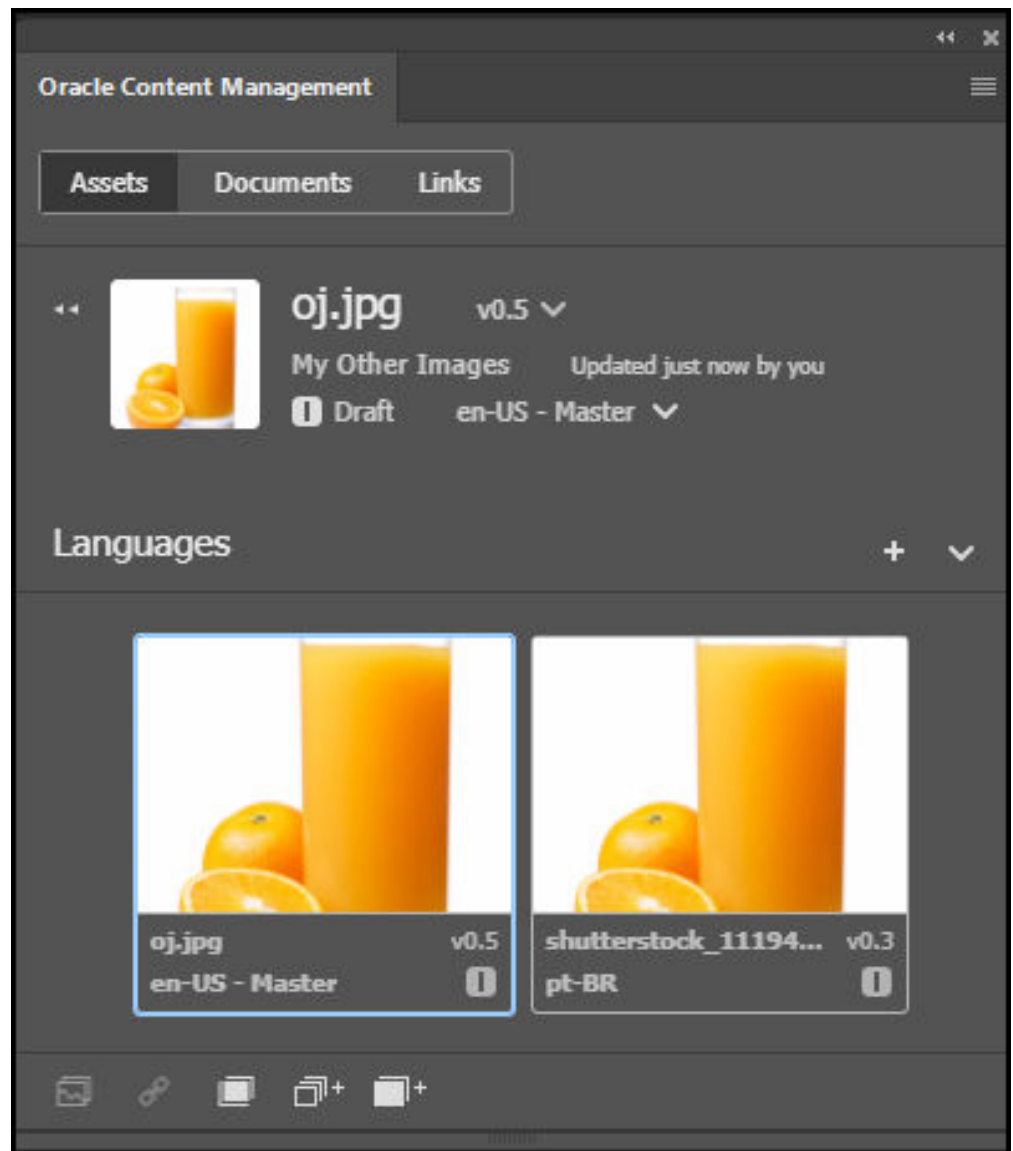 Oracle Content Management
Assets Documents Links
oj.jpg v0.5
My Other Images Updated just now by you
Draft en-US - Master
Languages
oj.jpg v0.5 shutterstock_11194... v0.3
en-US - Master pt-BR